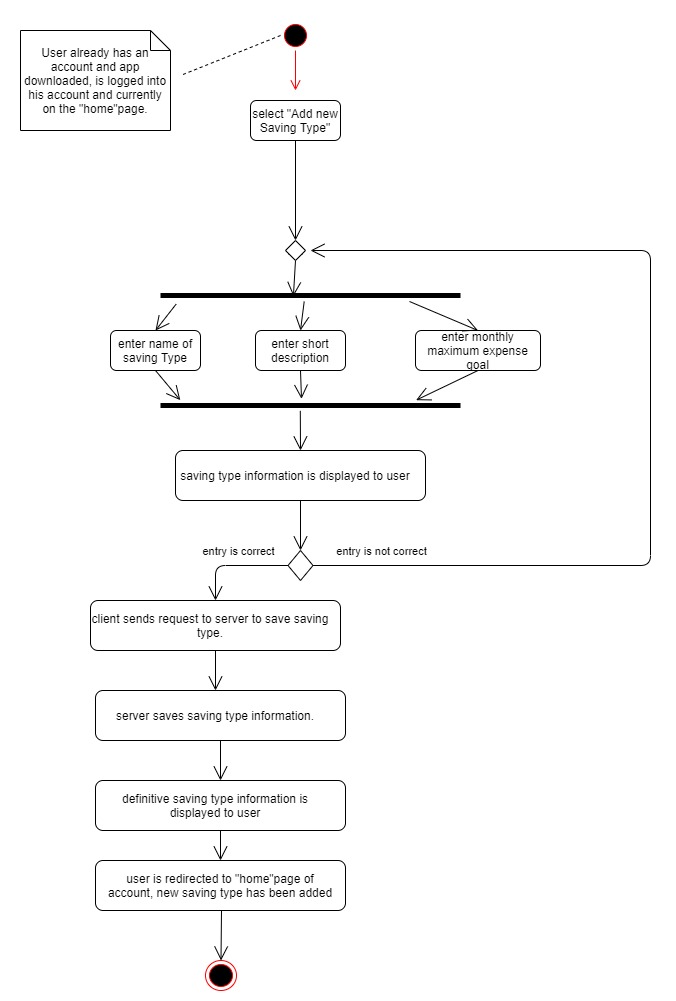 User already has an
account and app
downloaded, is logged into
his account and currently
on the "home"page.
select "Add new
Saving Type"
enter name of
saving Type
enter short
description
enter monthly
maximum expense
goal
saving type information is displayed to user
entry is correct
entry is not correct
client sends request to server to save saving
type.
server saves saving type information.
definitive saving type information is
displayed to user
user is redirected to "home"page of
account, new saving type has been added